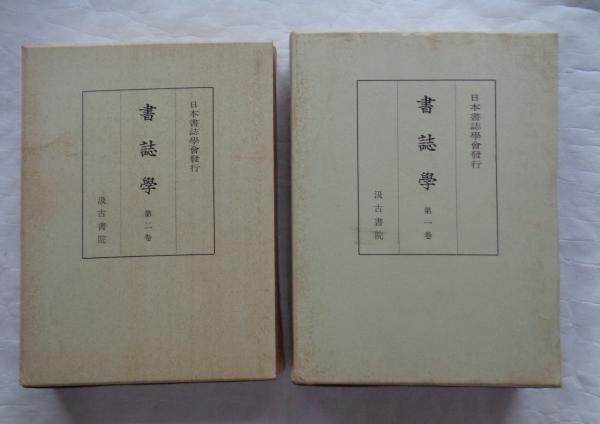 日本書誌學會發行
書誌學 第一巻
汲古書院
日本書誌學會發行
書誌學 第二巻
汲古書院